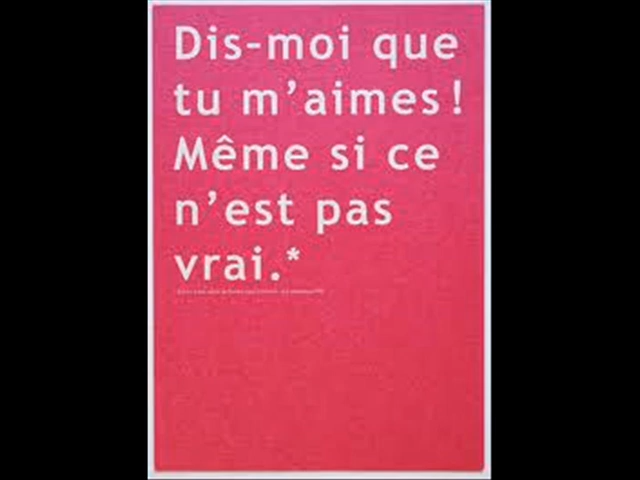 Dis-moi que
tu m’aimes !
Même si ce
n’est pas
vrai.*